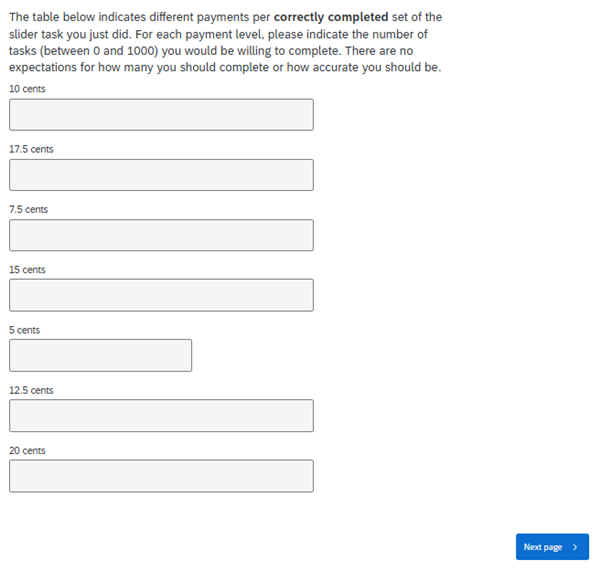 The table below indicates different payments per correctly completed set of the
slider task you just did. For each payment level, please indicate the number of
tasks (between 0 and 1000) you would be willing to complete. There are no
expectations for how many you should complete or how accurate you should be.
10 cents
17.5 cents
7.5 cents
15 cents
5 cents
12.5 cents
20 cents
Next page